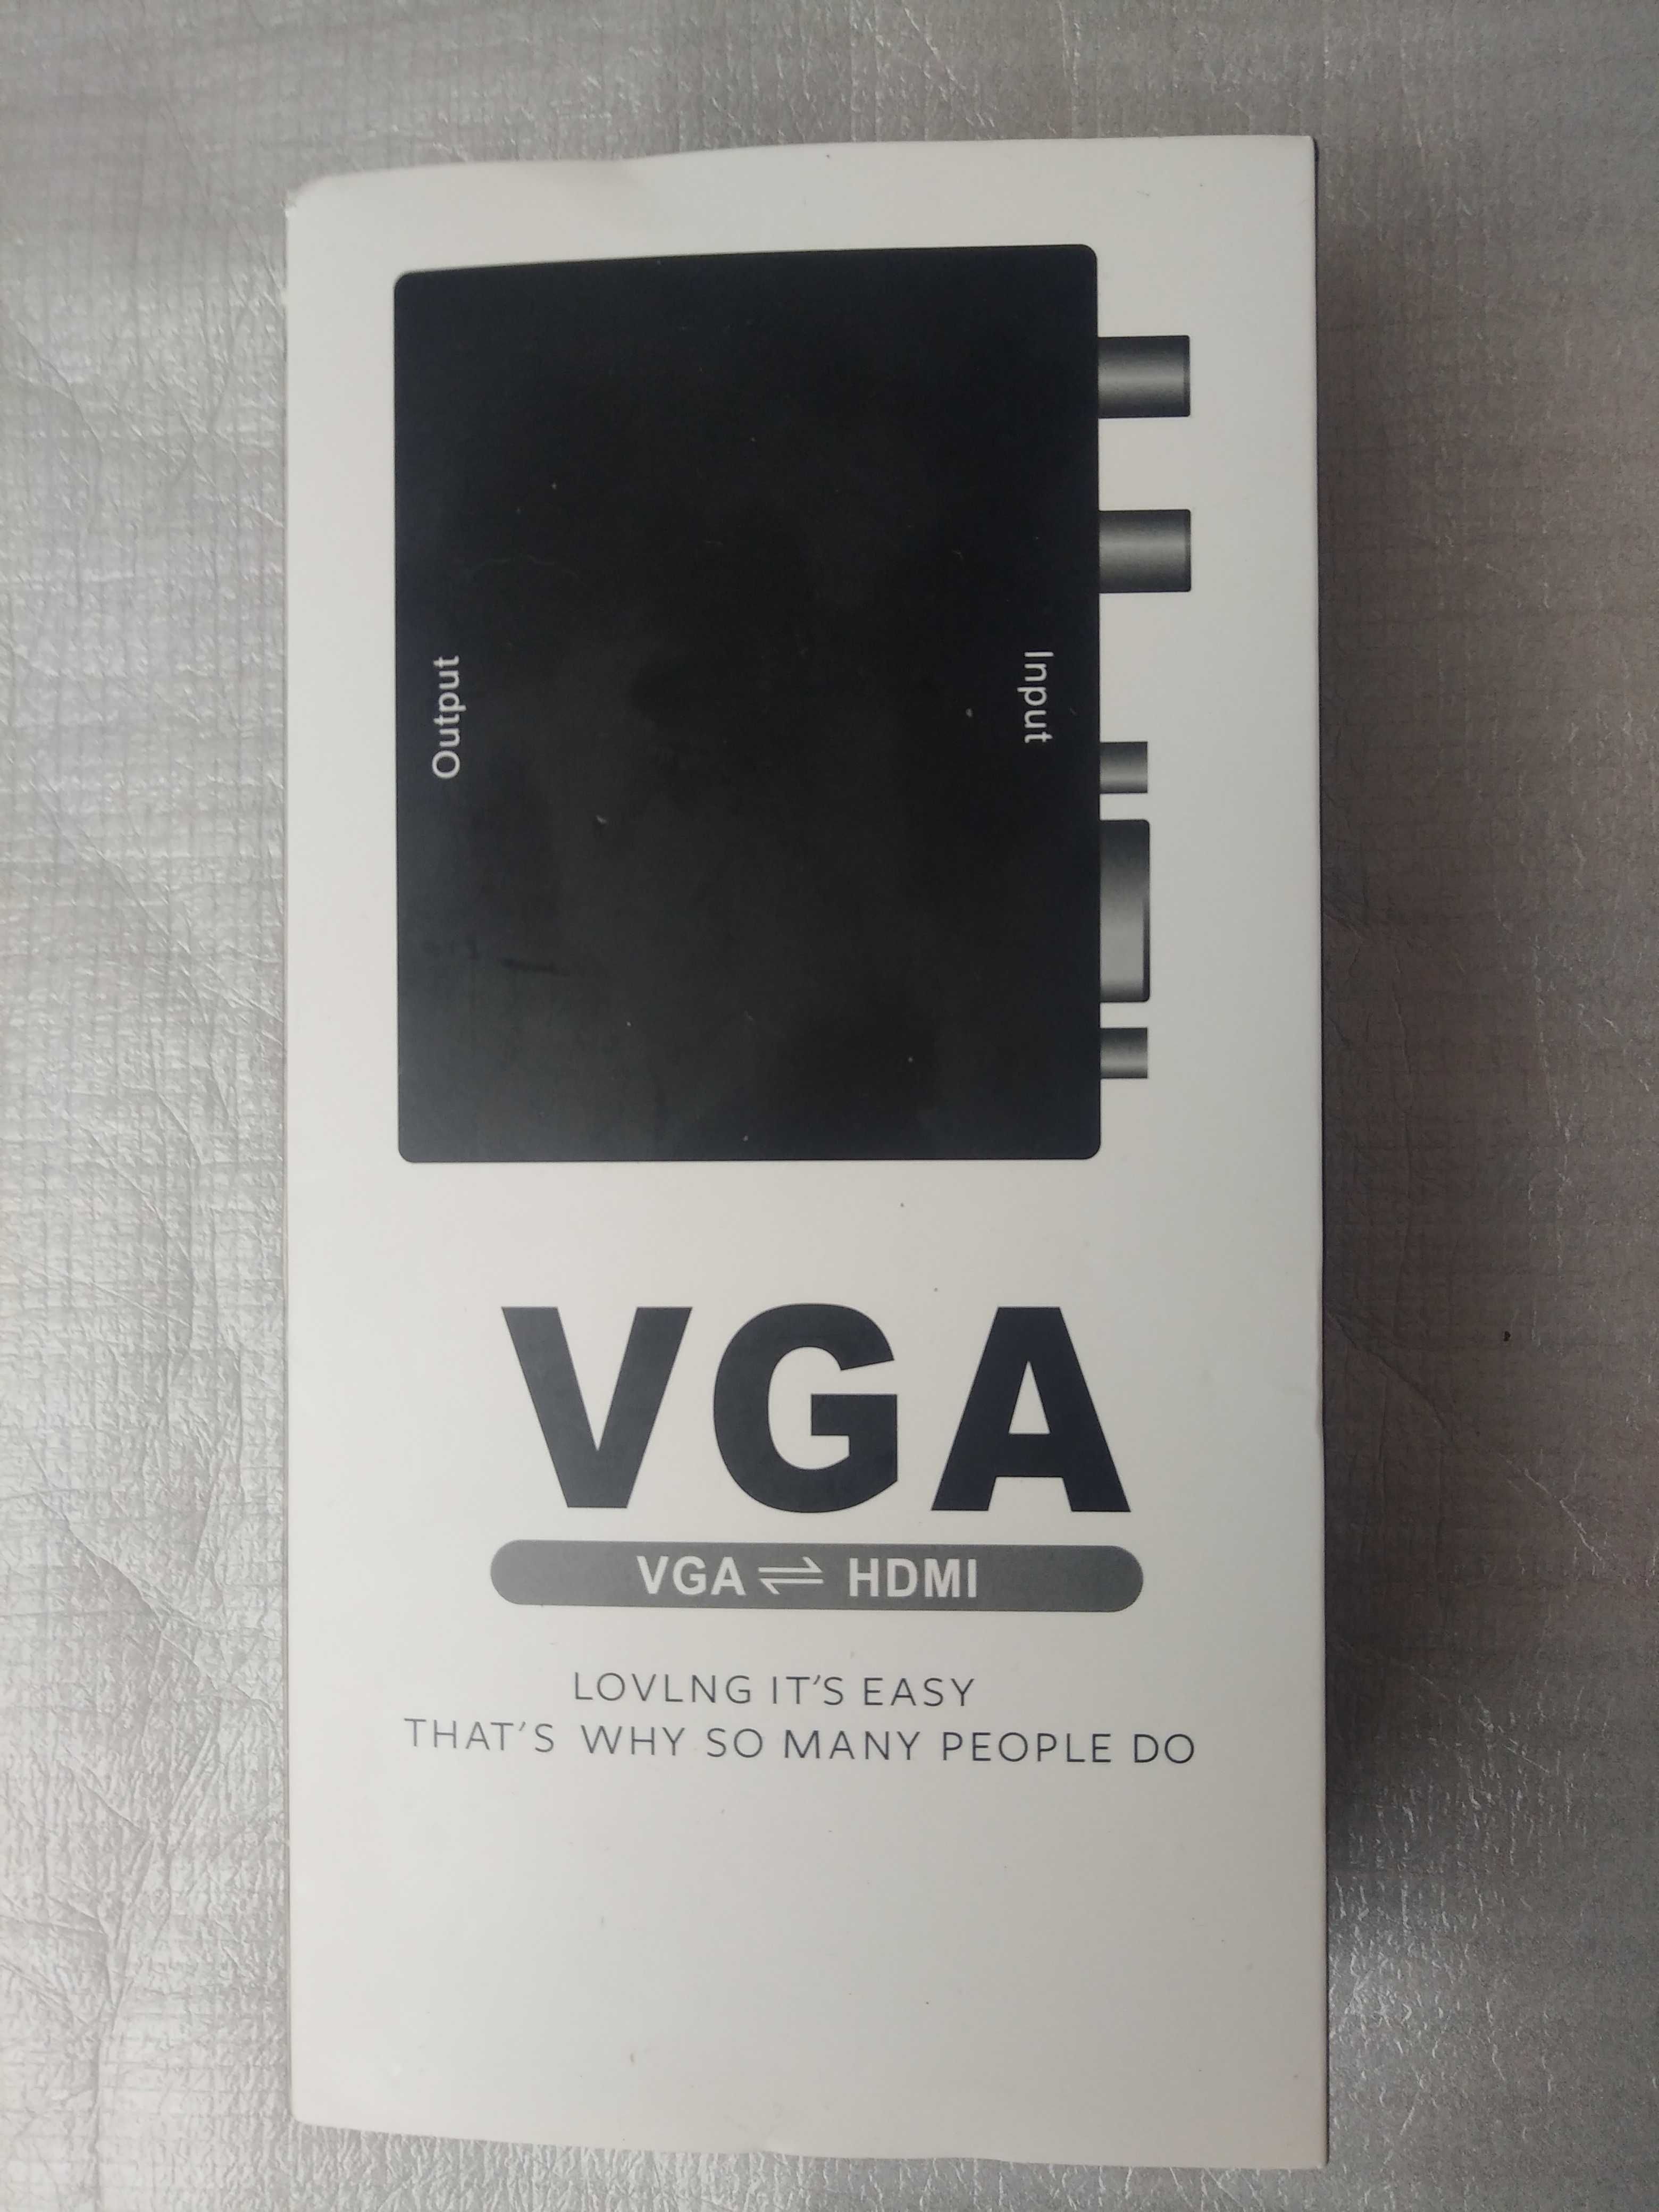 Output
Input
VGA
VGA ⇌ HDMI
LOVLNG IT'S EASY
THAT'S WHY SO MANY PEOPLE DO